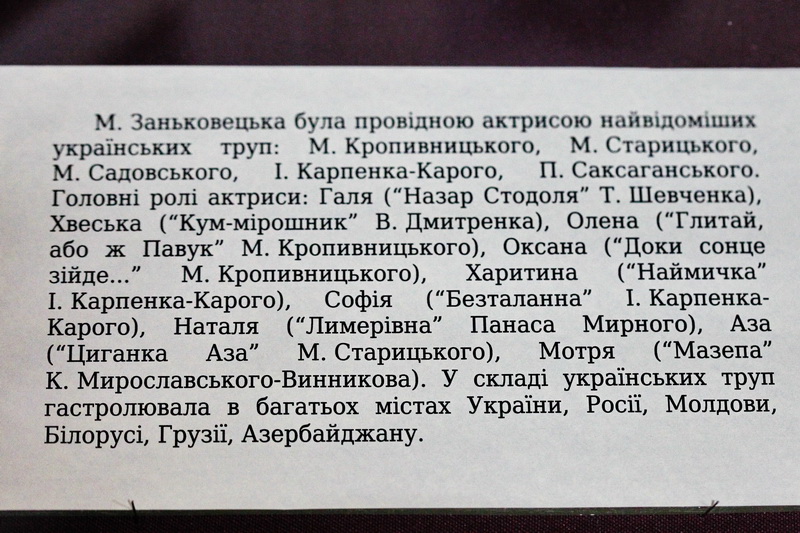 М. Заньковецька була провідною актрисою найвідоміших
українських труп: М. Кропивницького, М. Старицького,
М. Садовського, І. Карпенка-Карого, П. Саксаганського.
Головні ролі актриси: Галя (“Назар Стодоля” Т. Шевченка),
Хвеська (“Кум-мірошник” В. Дмитренка), Олена (“Глитай,
або ж Павук” М. Кропивницького), Оксана (“Доки сонце
зійде...” М. Кропивницького), Харитина (“Наймичка”
І. Карпенка-Карого), Софія (“Безталанна” І. Карпенка-
Карого), Наталя (“Лимерівна” Панаса Мирного), Аза
(“Циганка Аза” М. Старицького), Мотря (“Мазепа”
К. Мирославського-Винникова). У складі українських труп
гастролювала в багатьох містах України, Росії, Молдови,
Білорусі, Грузії, Азербайджану.